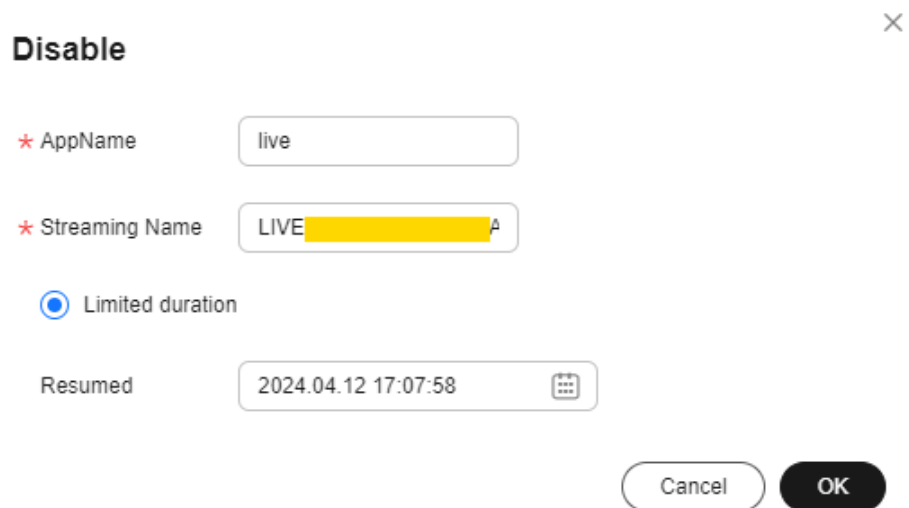 Disable
* AppName live
* Streaming Name LIVE
Limited duration
Resumed 2024.04.12 17:07:58
Cancel OK